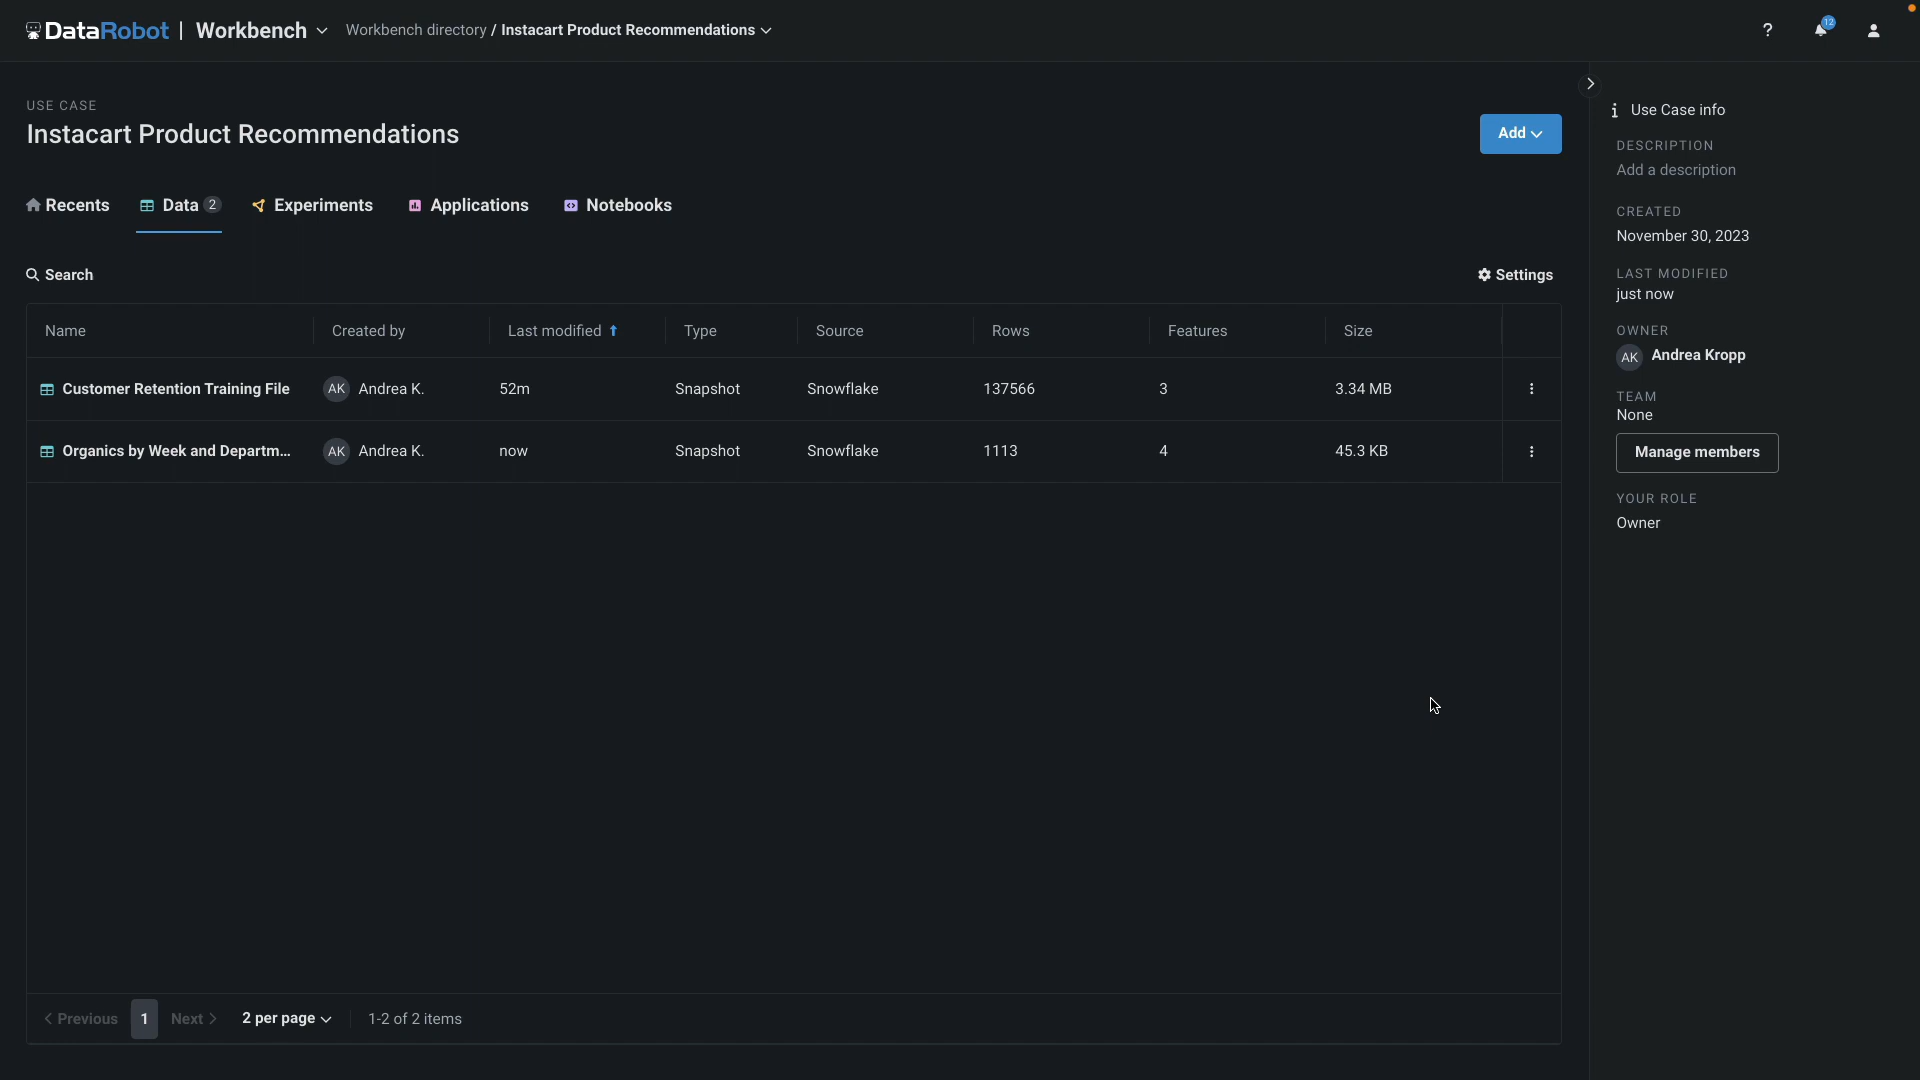 DataRobot | Workbench Workbench directory / Instacart Product Recommendations ? 12
USE CASE
Instacart Product Recommendations
Add
Recents Data 2 Experiments Applications Notebooks
Search Settings
Name Created by Last modified Type Source Rows Features Size
Customer Retention Training File AK Andrea K. 52m Snapshot Snowflake 137566 3 3.34 MB
Organics by Week and Departm... AK Andrea K. now Snapshot Snowflake 1113 4 45.3 KB
Previous 1 Next 2 per page 1-2 of 2 items
Use Case info
DESCRIPTION
Add a description
CREATED
November 30, 2023
LAST MODIFIED
just now
OWNER
AK Andrea Kropp
TEAM
None
Manage members
YOUR ROLE
Owner